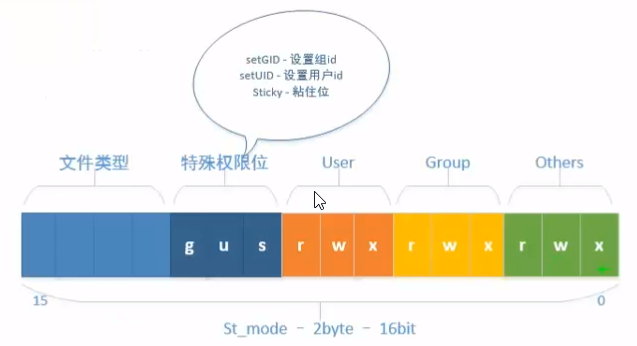 setGID - 设置组id
setUID - 设置用户id
Sticky - 粘住位
文件类型 特殊权限位 User Group Others
g u s r w x r w x r w x
15 0
St_mode - 2byte - 16bit